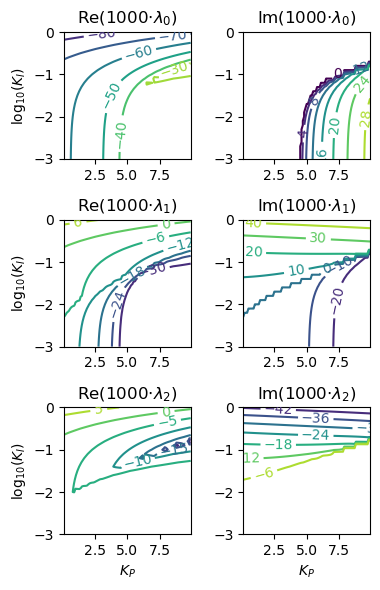 Re(1000·λ₀) Im(1000·λ₀)
0 −80 −70 0
−60 0
−1 −30 −1
log₁₀(Kᵢ) −50 24
−2 −40 −2 20 28
−3 −3
2.5 5.0 7.5 2.5 5.0 7.5
Re(1000·λ₁) Im(1000·λ₁)
0 0 0 40
−6 −12 30
−1 −18 −30 −1 20 10 0 −10
log₁₀(Kᵢ) −24
−2 −2 −20
−3 −3
2.5 5.0 7.5 2.5 5.0 7.5
Re(1000·λ₂) Im(1000·λ₂)
0 5 0 0 −42
−5 −36
−1 −10 −1 −24 −18
log₁₀(Kᵢ) 12 −6
−2 −2
−3 −3
2.5 5.0 7.5 2.5 5.0 7.5
K_P K_P